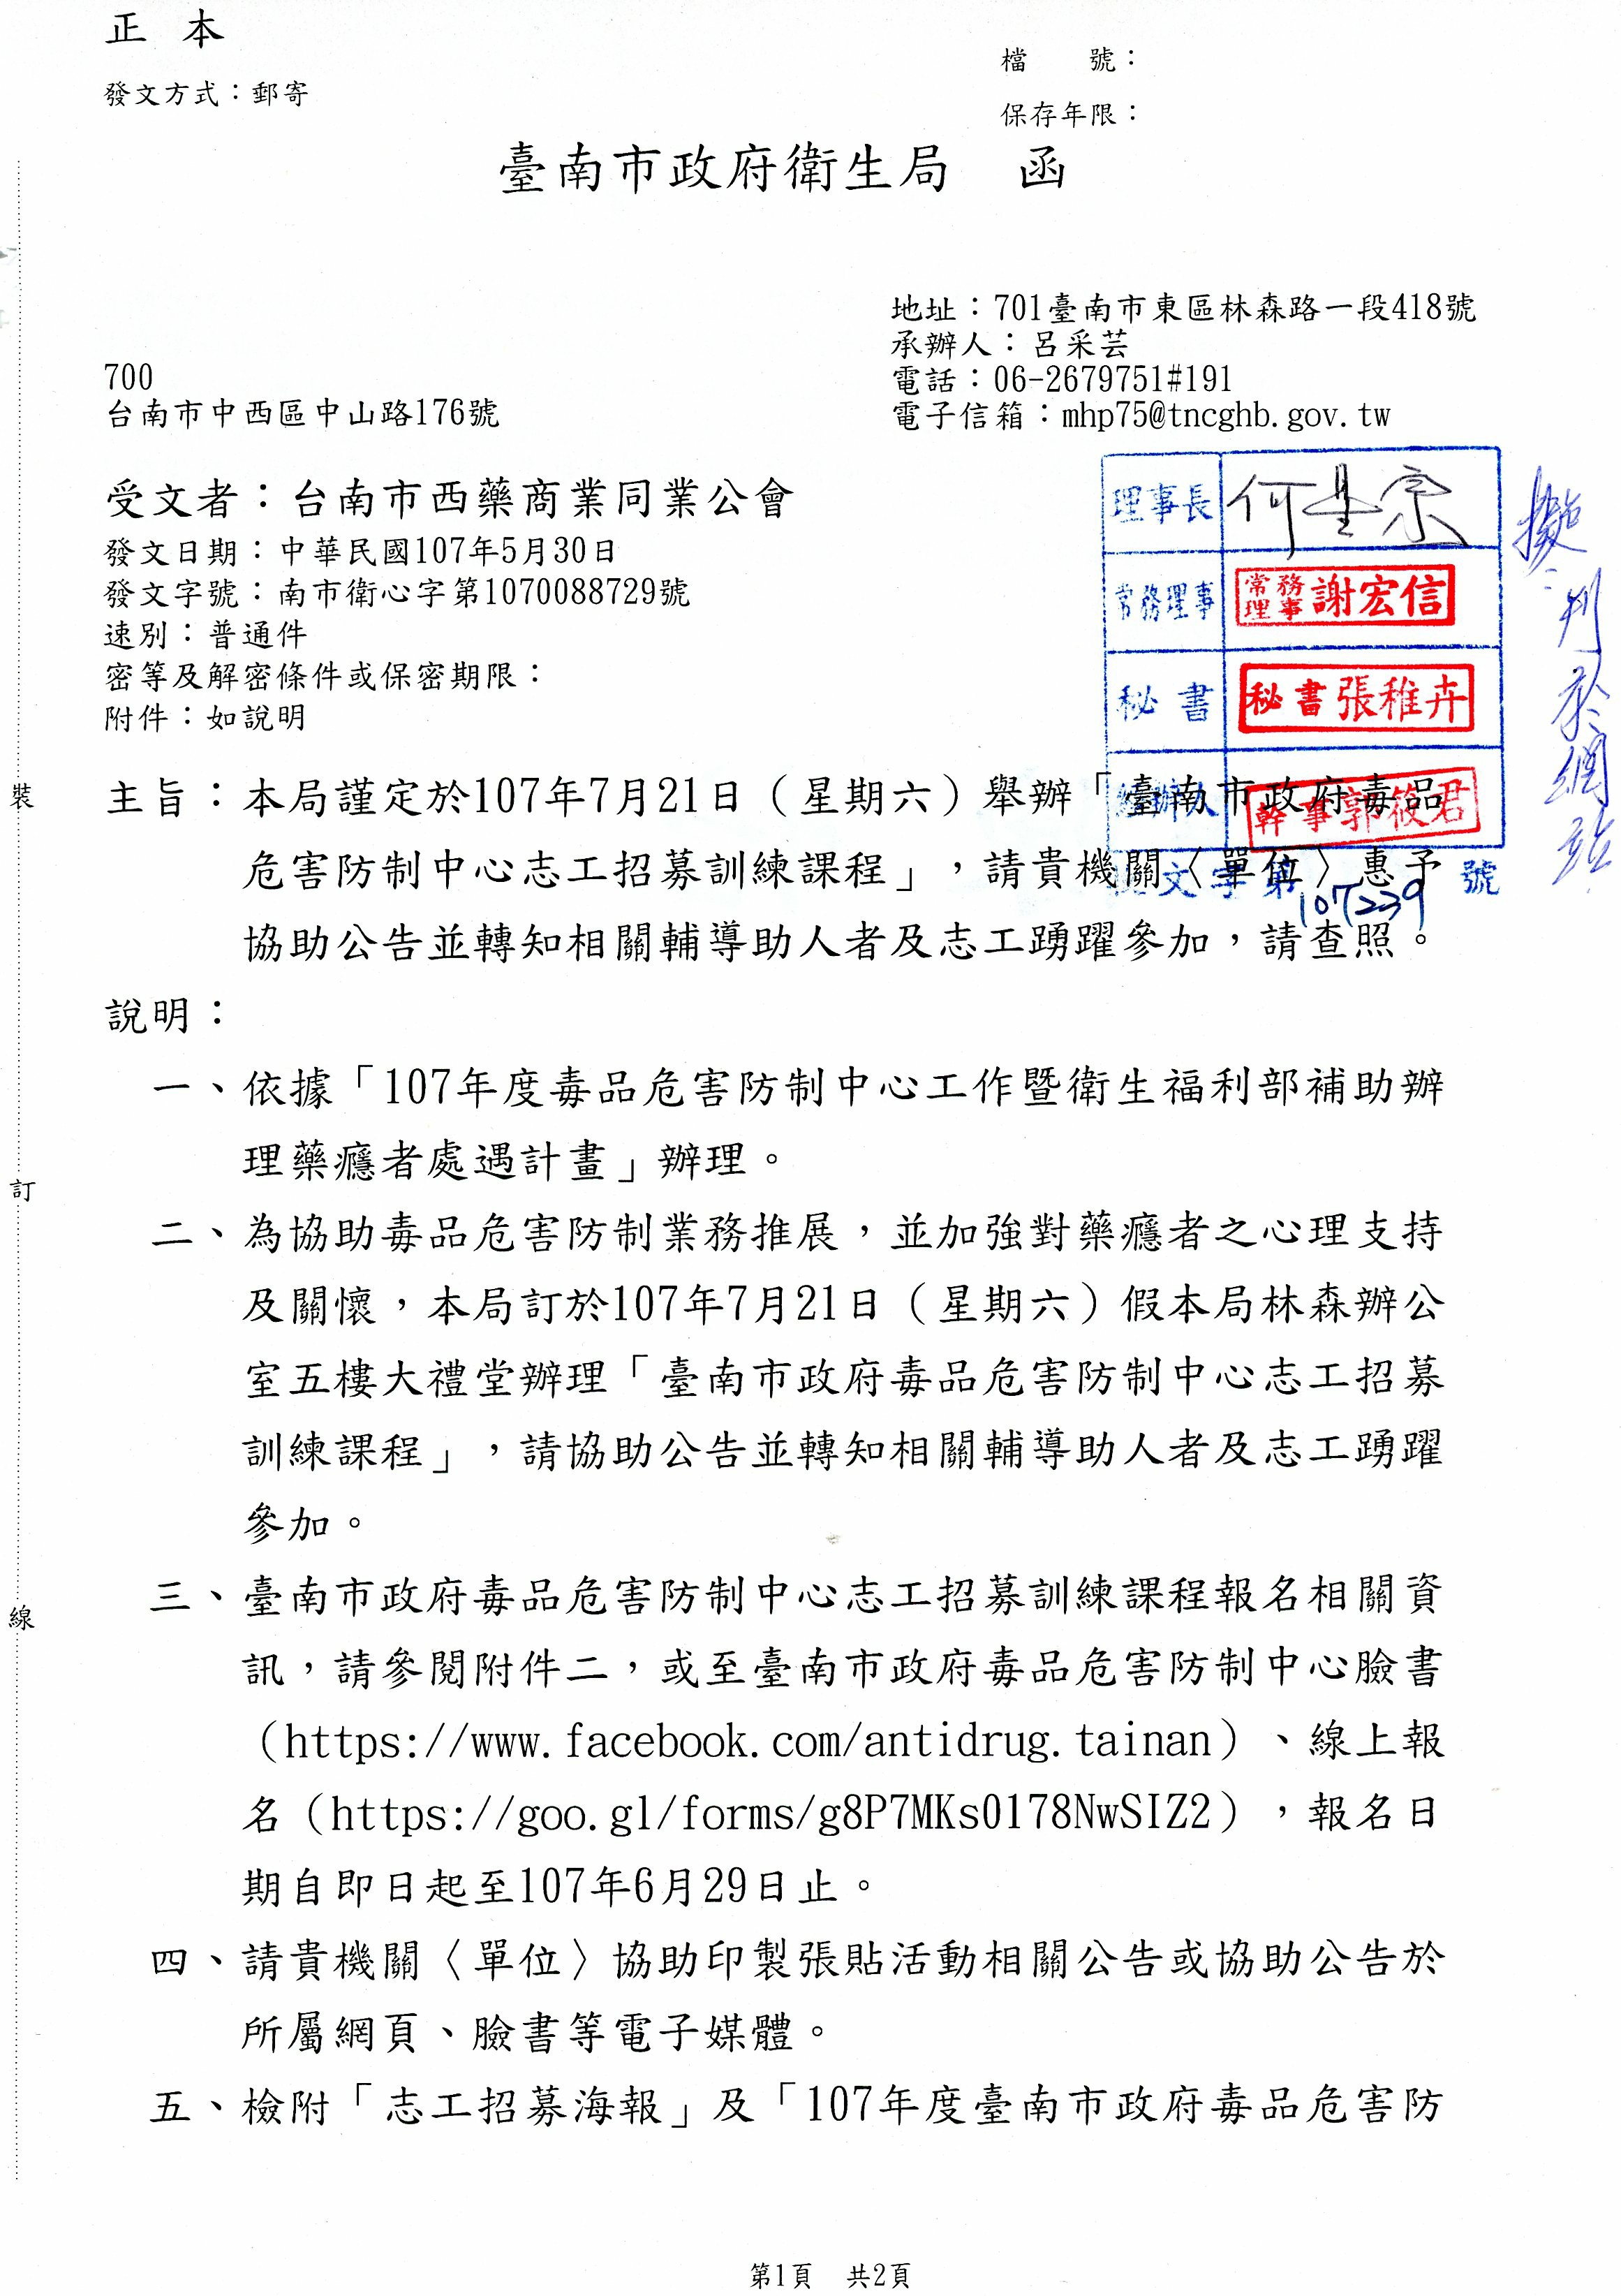 正本
發文方式：郵寄
檔　　號：
保存年限：
臺南市政府衛生局　函
地址：701臺南市東區林森路一段418號
承辦人：呂采芸
電話：06-2679751#191
電子信箱：mhp75@tncghb.gov.tw
700
台南市中西區中山路176號
受文者：台南市西藥商業同業公會
發文日期：中華民國107年5月30日
發文字號：南市衛心字第1070088729號
速別：普通件
密等及解密條件或保密期限：
附件：如說明
理事長
常務理事 常務理事 謝宏信
秘書 秘書張稚卉
幹事郭筱君
文字第107239號
擬：刊於網站
主旨：本局謹定於107年7月21日（星期六）舉辦「臺南市政府毒品
危害防制中心志工招募訓練課程」，請貴機關〈單位〉惠予
協助公告並轉知相關輔導助人者及志工踴躍參加，請查照。
說明：
一、依據「107年度毒品危害防制中心工作暨衛生福利部補助辦
理藥癮者處遇計畫」辦理。
二、為協助毒品危害防制業務推展，並加強對藥癮者之心理支持
及關懷，本局訂於107年7月21日（星期六）假本局林森辦公
室五樓大禮堂辦理「臺南市政府毒品危害防制中心志工招募
訓練課程」，請協助公告並轉知相關輔導助人者及志工踴躍
參加。
三、臺南市政府毒品危害防制中心志工招募訓練課程報名相關資
訊，請參閱附件二，或至臺南市政府毒品危害防制中心臉書
（https://www.facebook.com/antidrug.tainan）、線上報
名（https://goo.gl/forms/g8P7MKs0178NwSIZ2），報名日
期自即日起至107年6月29日止。
四、請貴機關〈單位〉協助印製張貼活動相關公告或協助公告於
所屬網頁、臉書等電子媒體。
五、檢附「志工招募海報」及「107年度臺南市政府毒品危害防
裝
訂
線
第1頁　共2頁